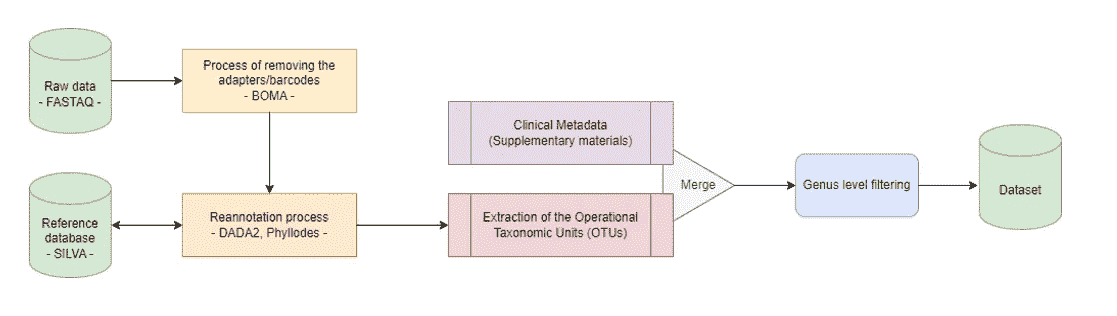 Raw data
- FASTAQ -
Process of removing the
adapters/barcodes
- BOMA -
Clinical Metadata
(Supplementary materials)
Merge
Genus level filtering
Dataset
Reference
database
- SILVA -
Reannotation process
- DADA2, Phyllodes -
Extraction of the Operational
Taxonomic Units (OTUs)